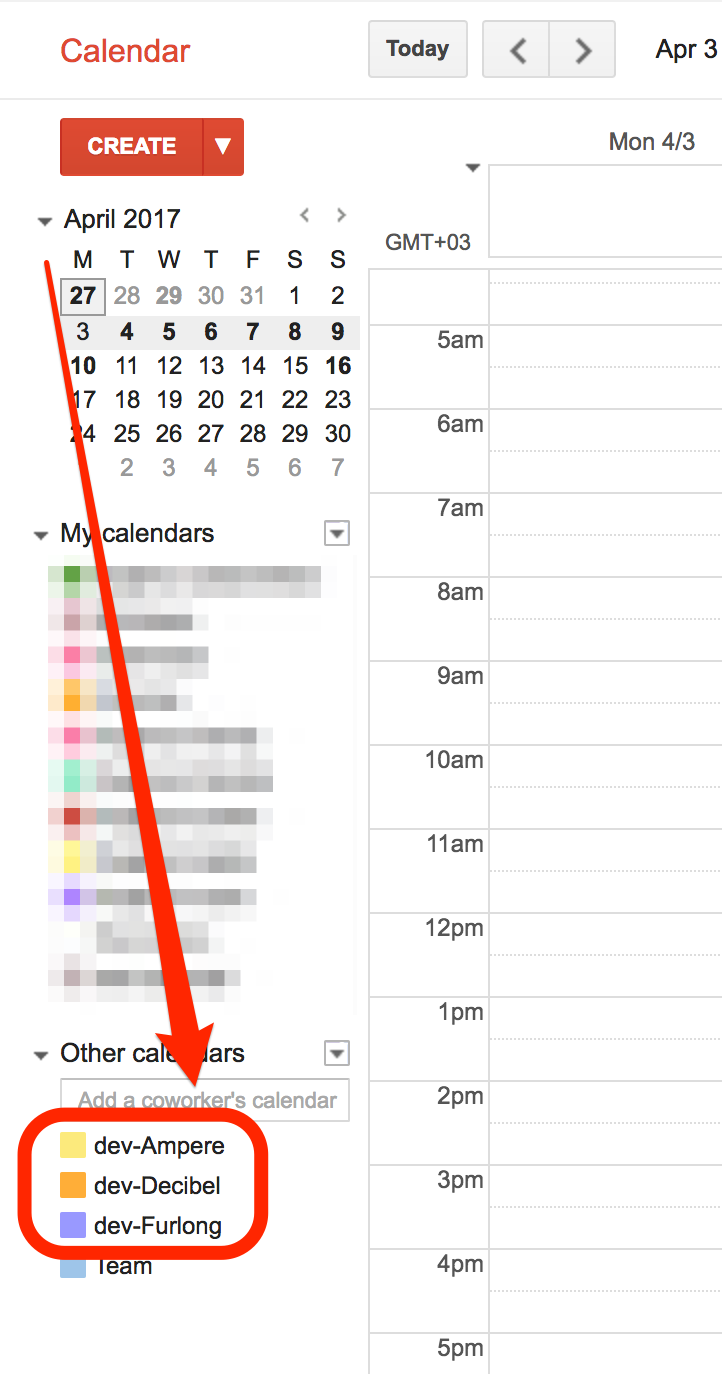 Calendar
Today
Apr 3
CREATE
Mon 4/3
April 2017
GMT+03
M T W T F S S
27 28 29 30 31 1 2
3 4 5 6 7 8 9
10 11 12 13 14 15 16
17 18 19 20 21 22 23
24 25 26 27 28 29 30
2 3 4 5 6 7
My calendars
Other calendars
Add a coworker's calendar
dev-Ampere
dev-Decibel
dev-Furlong
Team
5am
6am
7am
8am
9am
10am
11am
12pm
1pm
2pm
3pm
4pm
5pm